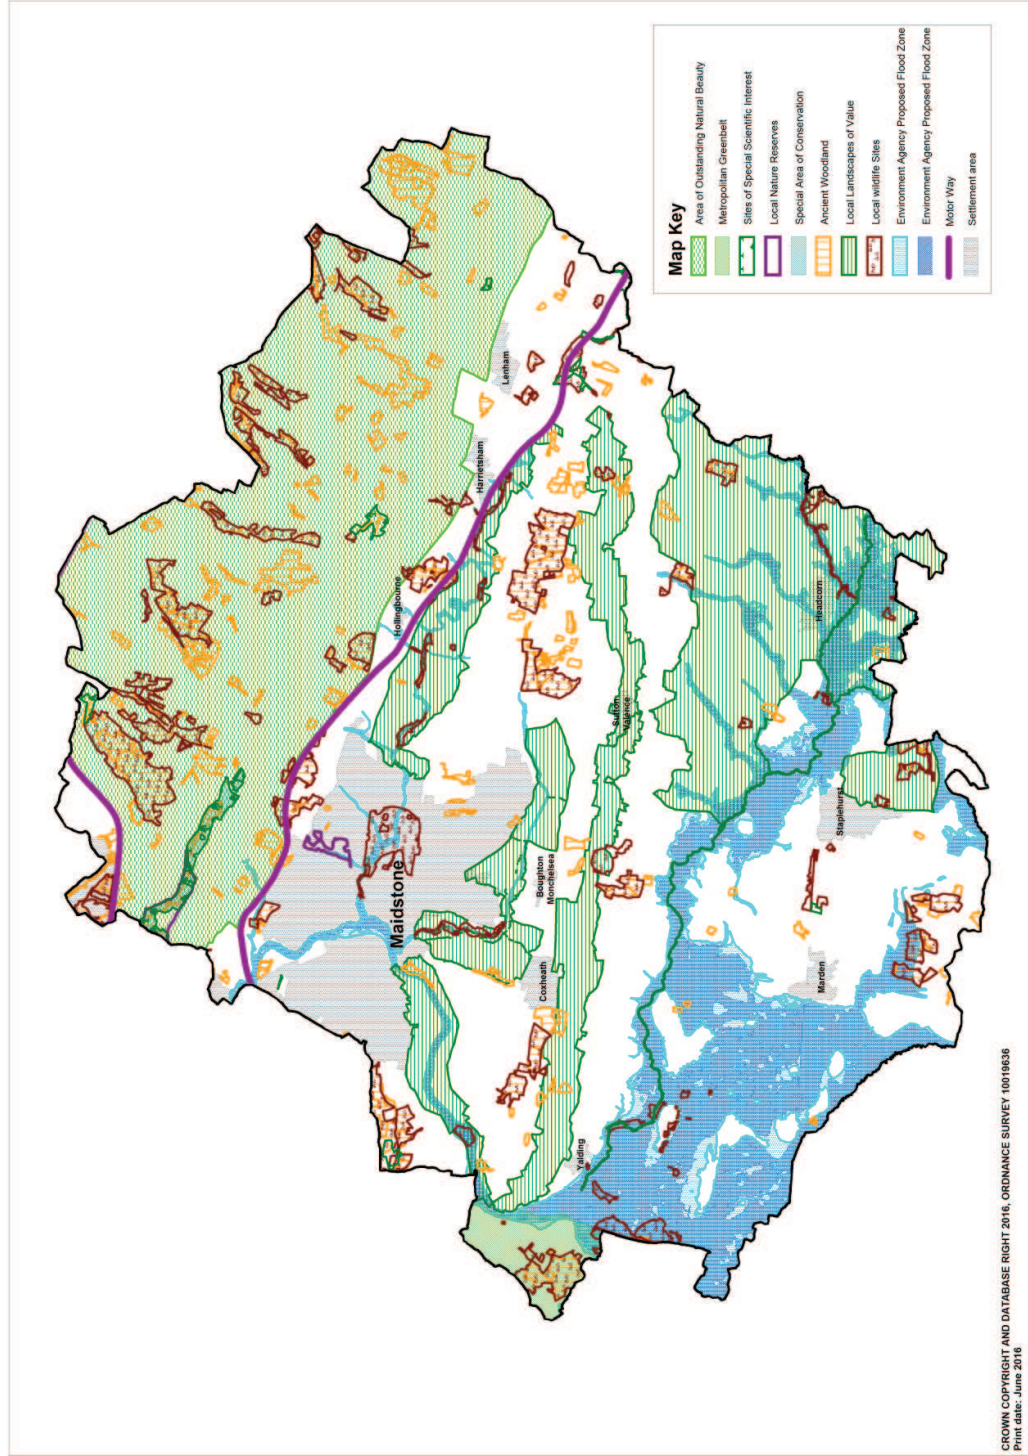 Map Key
Area of Outstanding Natural Beauty
Metropolitan Greenbelt
Sites of Special Scientific Interest
Local Nature Reserves
Special Area of Conservation
Ancient Woodland
Local Landscapes of Value
Local wildlife Sites
Environment Agency Proposed Flood Zone
Environment Agency Proposed Flood Zone
Motor Way
Settlement area
Lenham
Harrietsham
Hollingbourne
Maidstone
Sutton
Valence
Headcorn
Boughton
Monchelsea
Staplehurst
Coxheath
Marden
Yalding
CROWN COPYRIGHT AND DATABASE RIGHT 2016, ORDNANCE SURVEY 10019636
Print date: June 2016